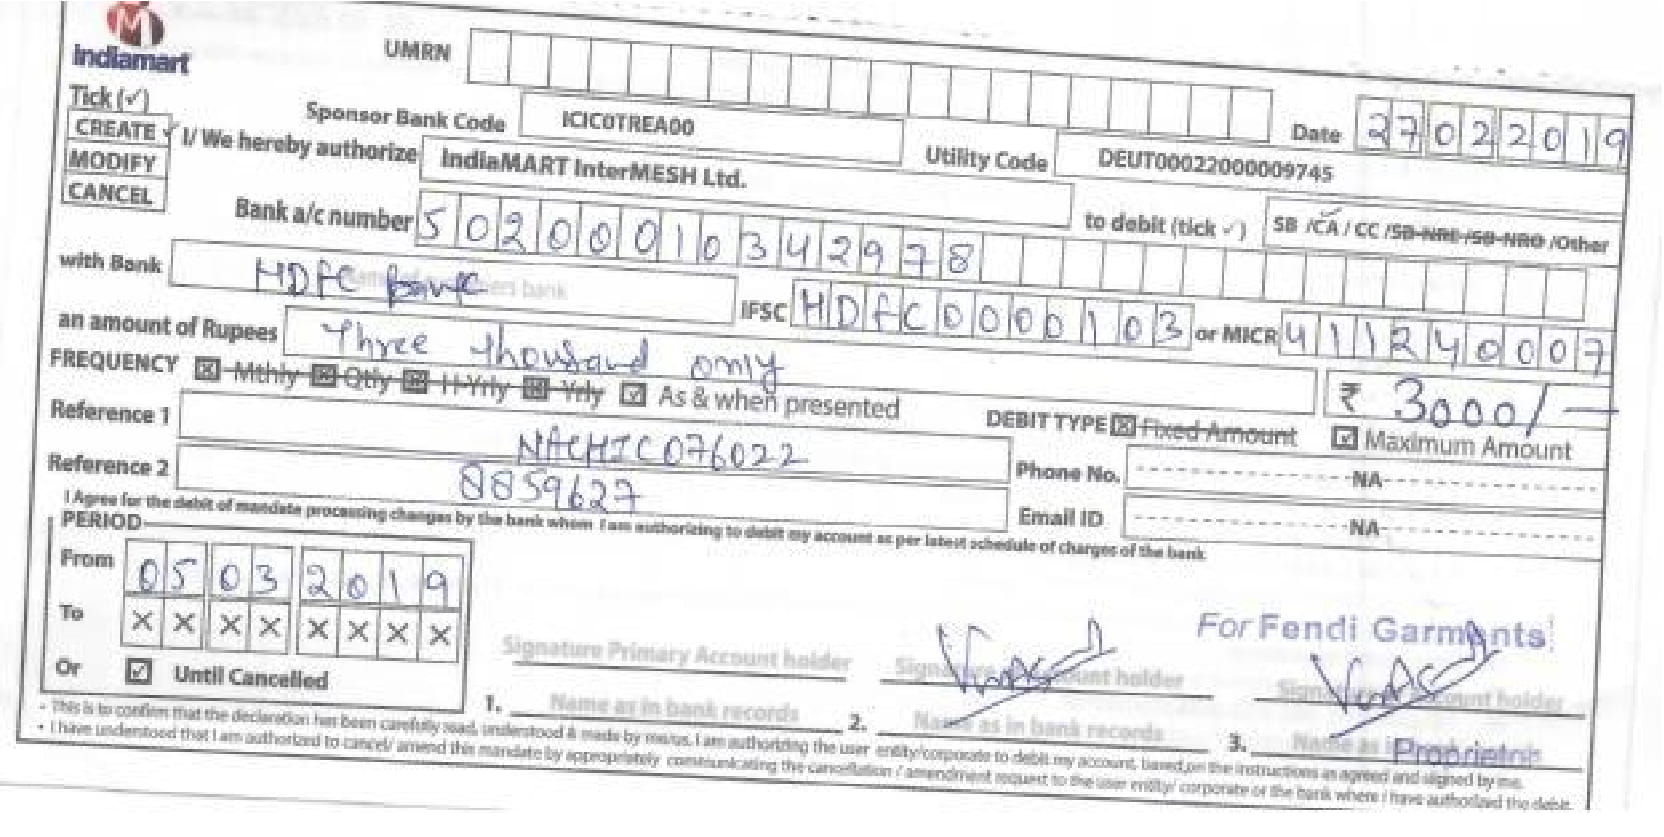 Indiamart
UMRN
Tick (✓)
Sponsor Bank Code ICIC0TREA00 Utility Code DEUT00022000009745 Date 27022019
CREATE ✓ I/ We hereby authorize IndiaMART InterMESH Ltd. to debit (tick ✓) SB /CA / CC /SB-NRE /SB-NRO /Other
MODIFY
CANCEL
Bank a/c number 50200010342978
with Bank HDFC Bank IFSC HDFC0000103 or MICR 411240007
an amount of Rupees Three thousand only ₹ 3000/-
FREQUENCY Mthly Qtly H-Yrly Yrly As & when presented DEBIT TYPE Fixed Amount Maximum Amount
Reference 1 NACHIC076022 Phone No. NA
Reference 2 8859627 Email ID NA
I Agree for the debit of mandate processing charges by the bank whom I am authorizing to debit my account as per latest schedule of charges of the bank
PERIOD
From 05032019
To XXXXXXXX
Or Until Cancelled
For Fendi Garments
Signature Primary Account holder Signature Account holder Signature Account holder
1. Name as in bank records 2. Name as in bank records 3. Name as in
Proprietor
• This is to confirm that the declaration has been carefully read, understood & made by me/us. I am authorizing the user entity/corporate to debit my account, based on the instructions as agreed and signed by me.
• I have understood that I am authorized to cancel/ amend this mandate by appropriately communicating the cancellation / amendment request to the user entity/ corporate or the bank where I have authorized the debit.